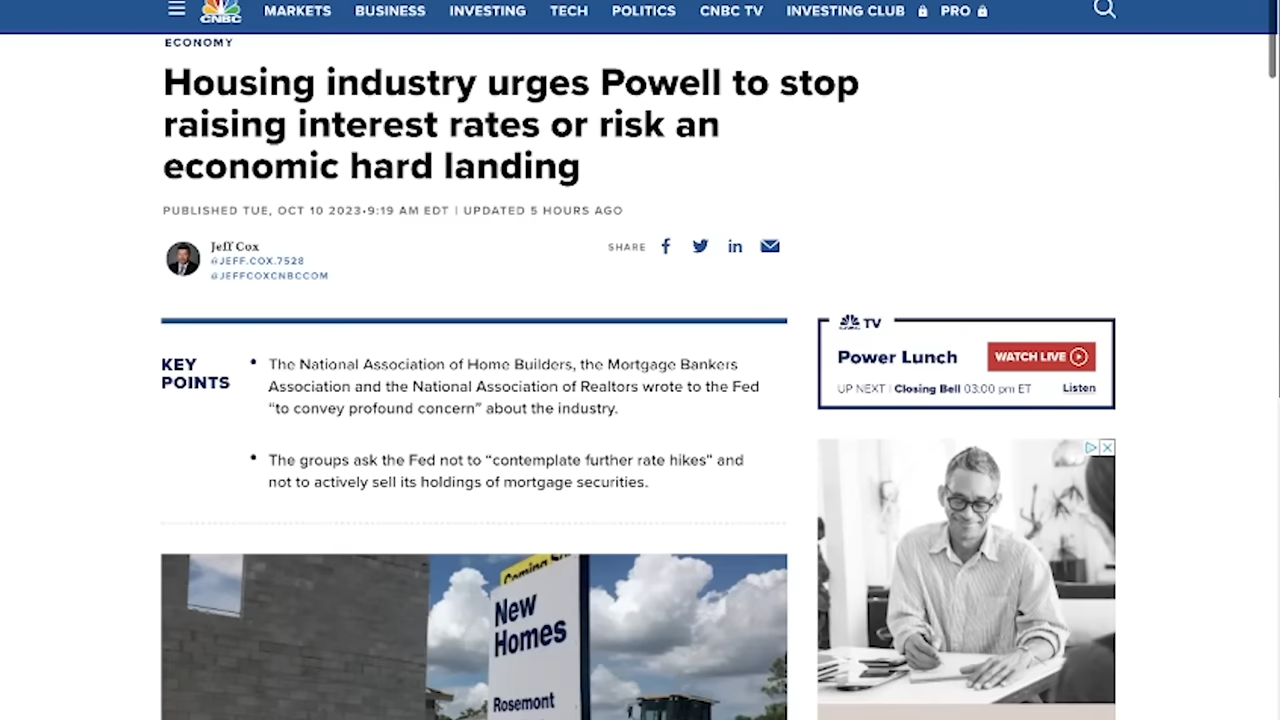 CNBC
MARKETS BUSINESS INVESTING TECH POLITICS CNBC TV INVESTING CLUB PRO
ECONOMY
Housing industry urges Powell to stop
raising interest rates or risk an
economic hard landing
PUBLISHED TUE, OCT 10 2023•9:19 AM EDT | UPDATED 5 HOURS AGO
Jeff Cox
@JEFF.COX.7528
@JEFFCOXCNBCCOM
SHARE
KEY
POINTS
• The National Association of Home Builders, the Mortgage Bankers
Association and the National Association of Realtors wrote to the Fed
“to convey profound concern” about the industry.
• The groups ask the Fed not to “contemplate further rate hikes” and
not to actively sell its holdings of mortgage securities.
CNBC TV
Power Lunch
WATCH LIVE
UP NEXT | Closing Bell 03:00 pm ET
Listen
Coming
New
Homes
Rosemont